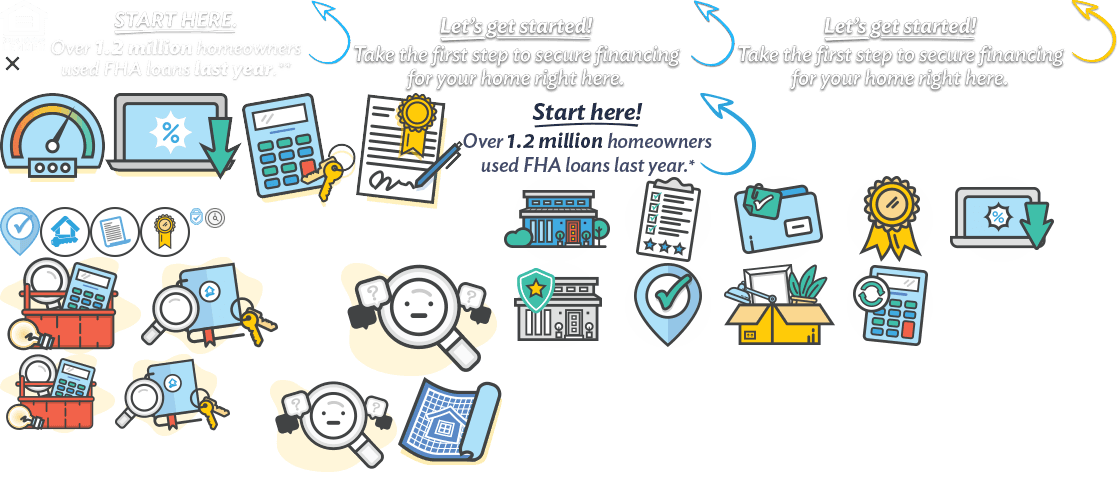 START HERE.
Over 1.2 million homeowners
used FHA loans last year.**
Let's get started!
Take the first step to secure financing
for your home right here.
Let's get started!
Take the first step to secure financing
for your home right here.
Start here!
Over 1.2 million homeowners
used FHA loans last year.*
%
%
?
?
?
?